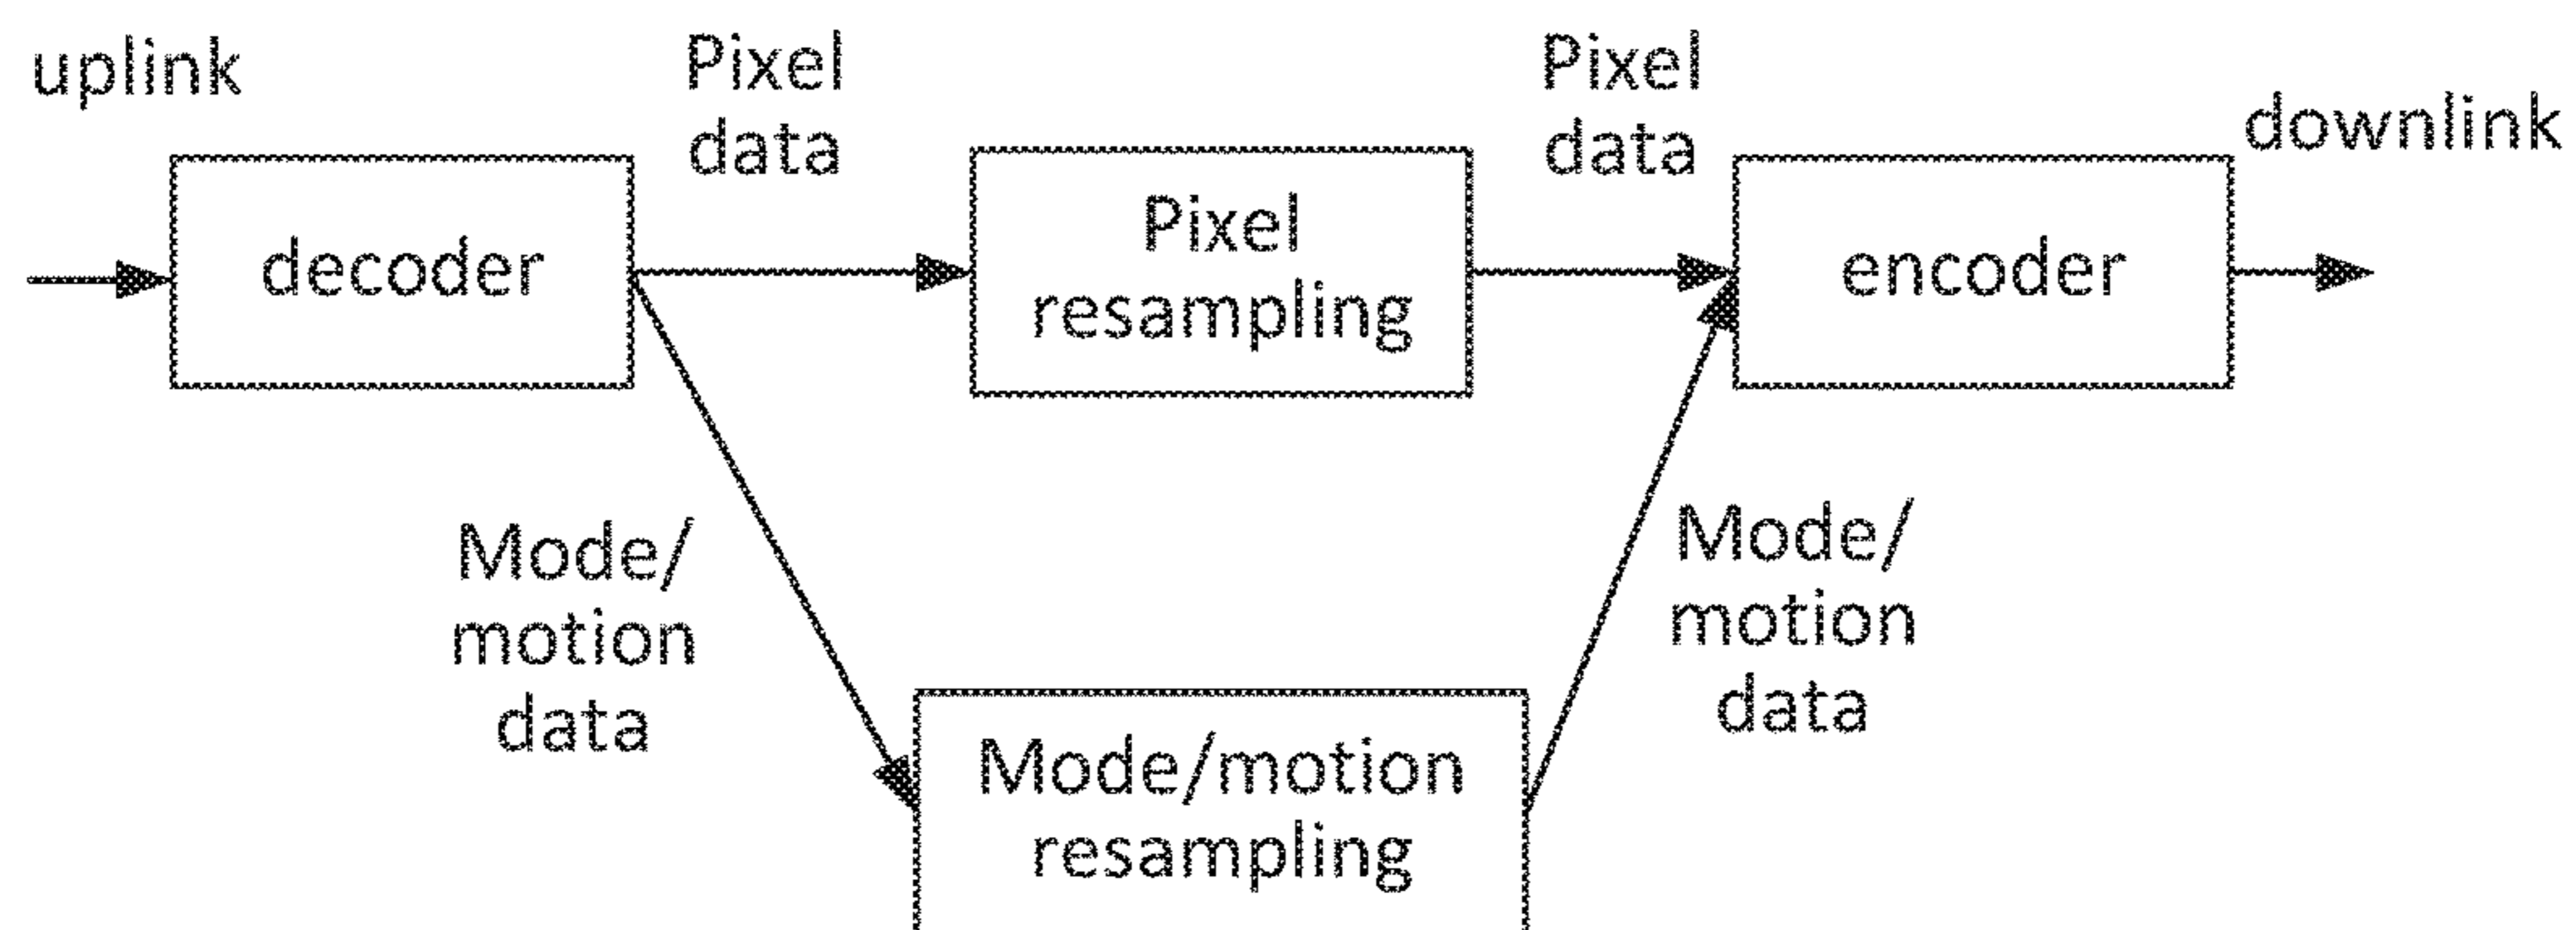 uplink
Pixel
data
Pixel
data
downlink
decoder
Pixel
resampling
encoder
Mode/
motion
data
Mode/
motion
data
Mode/motion
resampling